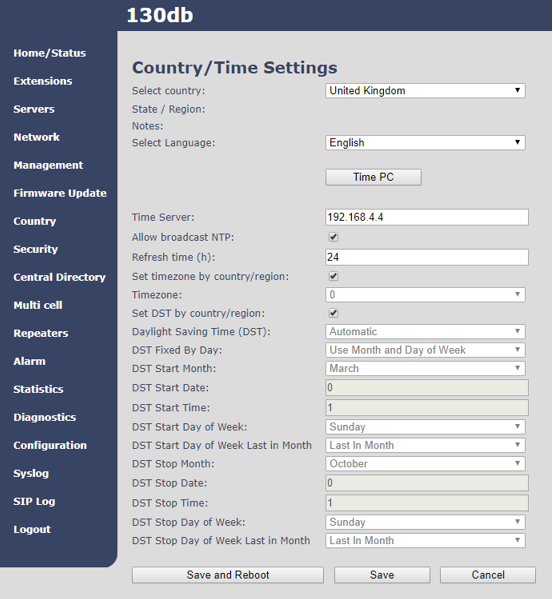 130db
Home/Status
Extensions
Servers
Network
Management
Firmware Update
Country
Security
Central Directory
Multi cell
Repeaters
Alarm
Statistics
Diagnostics
Configuration
Syslog
SIP Log
Logout
Country/Time Settings
Select country: United Kingdom
State / Region:
Notes:
Select Language: English
Time PC
Time Server: 192.168.4.4
Allow broadcast NTP:
Refresh time (h): 24
Set timezone by country/region:
Timezone: 0
Set DST by country/region:
Daylight Saving Time (DST): Automatic
DST Fixed By Day: Use Month and Day of Week
DST Start Month: March
DST Start Date: 0
DST Start Time: 1
DST Start Day of Week: Sunday
DST Start Day of Week Last in Month Last In Month
DST Stop Month: October
DST Stop Date: 0
DST Stop Time: 1
DST Stop Day of Week: Sunday
DST Stop Day of Week Last in Month Last In Month
Save and Reboot Save Cancel